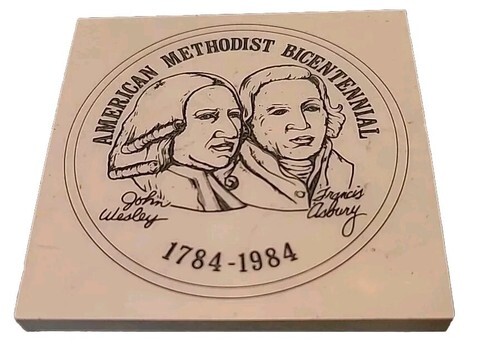 AMERICAN METHODIST BICENTENNIAL
John
Wesley
Francis
Asbury
1784-1984